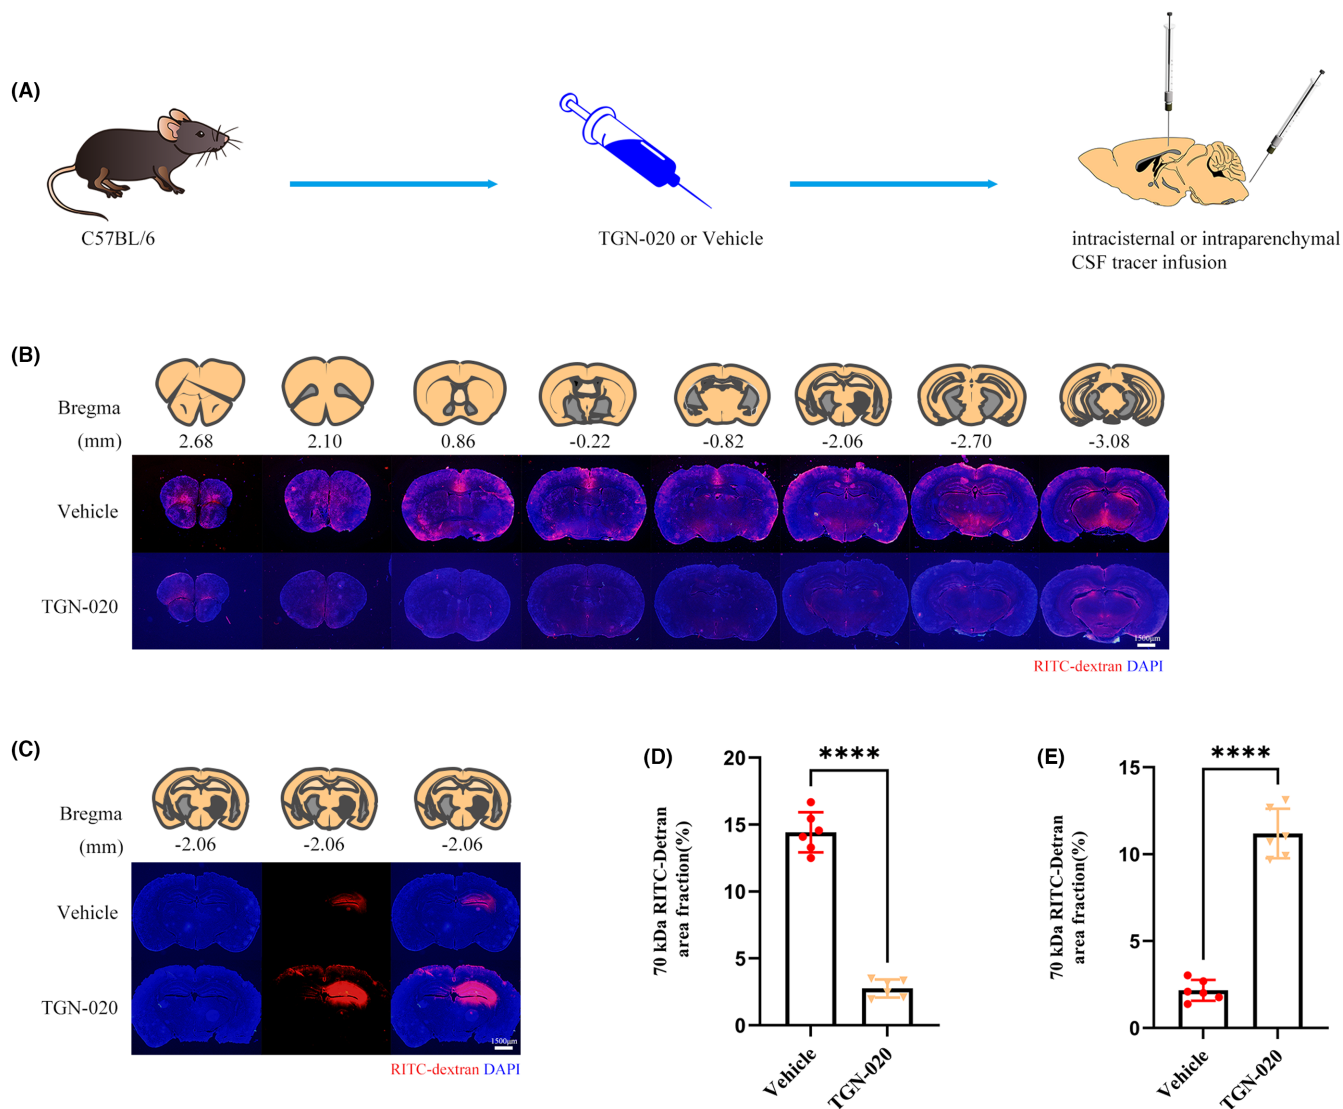 (A)
C57BL/6
TGN-020 or Vehicle
intracisternal or intraparenchymal
CSF tracer infusion
(B)
Bregma
(mm)
2.68 2.10 0.86 -0.22 -0.82 -2.06 -2.70 -3.08
Vehicle
TGN-020
1500μm
RITC-dextran DAPI
(C)
Bregma
(mm)
-2.06 -2.06 -2.06
Vehicle
TGN-020
1500μm
RITC-dextran DAPI
(D)
70 kDa RITC-Detran
area fraction(%)
20
15
10
5
0
****
Vehicle
TGN-020
(E)
70 kDa RITC-Detran
area fraction(%)
15
10
5
0
****
Vehicle
TGN-020